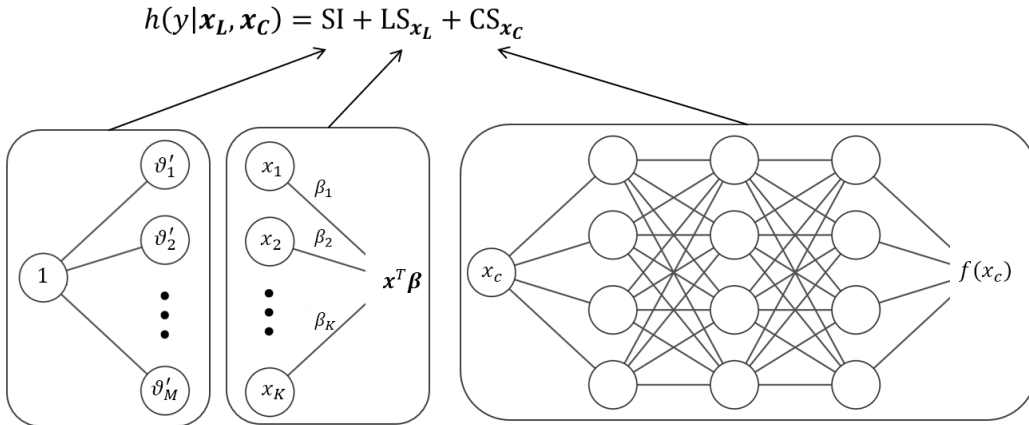 h(y|x_L, x_C) = SI + LS_{x_L} + CS_{x_C}
ϑ′_1
ϑ′_2
ϑ′_M
1
x_1
x_2
x_K
β_1
β_2
β_K
x^T β
x_c
f(x_c)